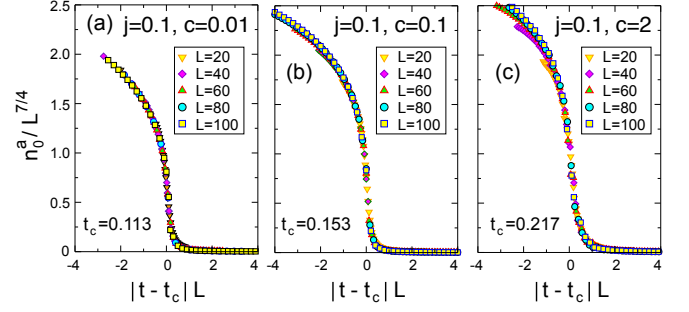 (a) j=0.1, c=0.01
L=20
L=40
L=60
L=80
L=100
t_c=0.113
n_0^a / L^{7/4}
2.5
2.0
1.5
1.0
0.5
0
-4 -2 0 2 4
|t - t_c| L
j=0.1, c=0.1
(b)
L=20
L=40
L=60
L=80
L=100
t_c=0.153
-4 -2 0 2 4
|t - t_c| L
j=0.1, c=2
(c)
L=20
L=40
L=60
L=80
L=100
t_c=0.217
-4 -2 0 2 4
|t - t_c| L